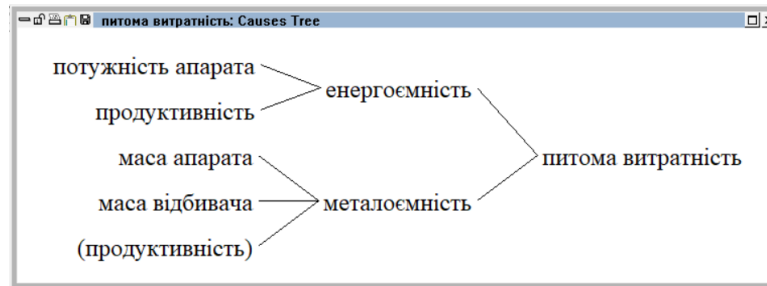 питома витратність: Causes Tree
потужність апарата
енергоємність
продуктивність
маса апарата
питома витратність
маса відбивача
металоємність
(продуктивність)